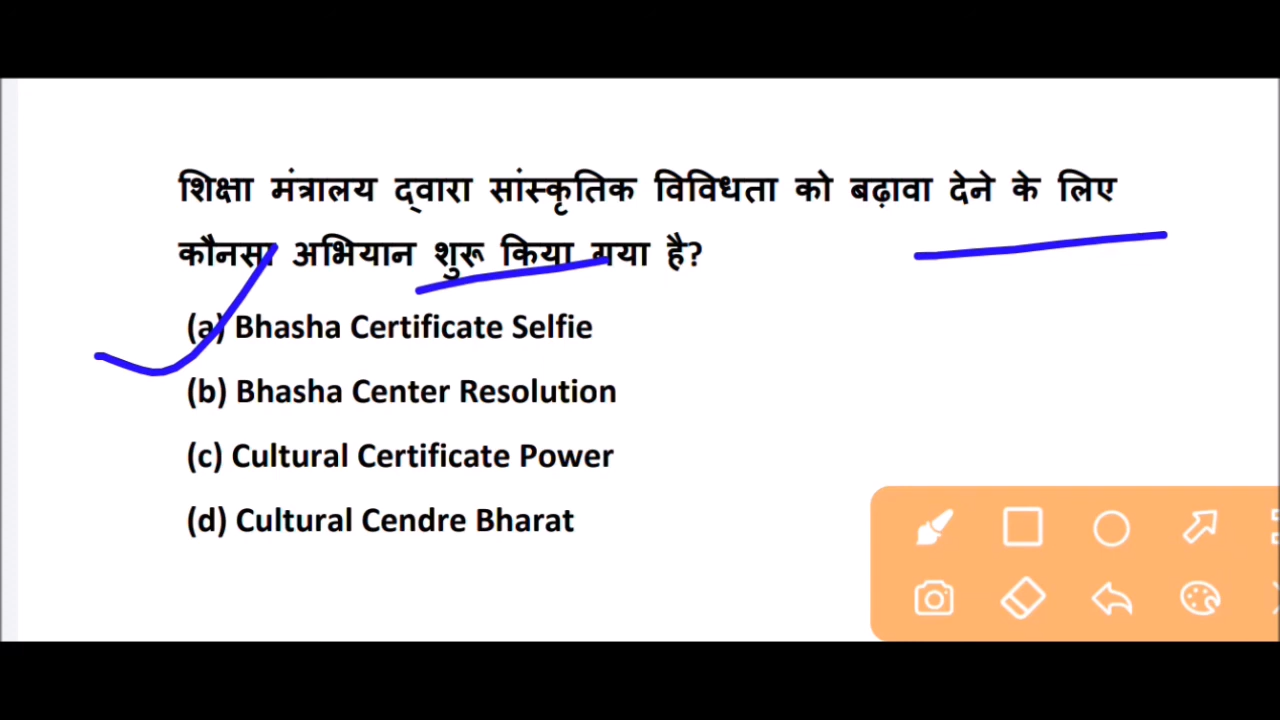 शिक्षा मंत्रालय द्वारा सांस्कृतिक विविधता को बढ़ावा देने के लिए
कौनसा अभियान शुरू किया गया है?
(a) Bhasha Certificate Selfie
(b) Bhasha Center Resolution
(c) Cultural Certificate Power
(d) Cultural Cendre Bharat